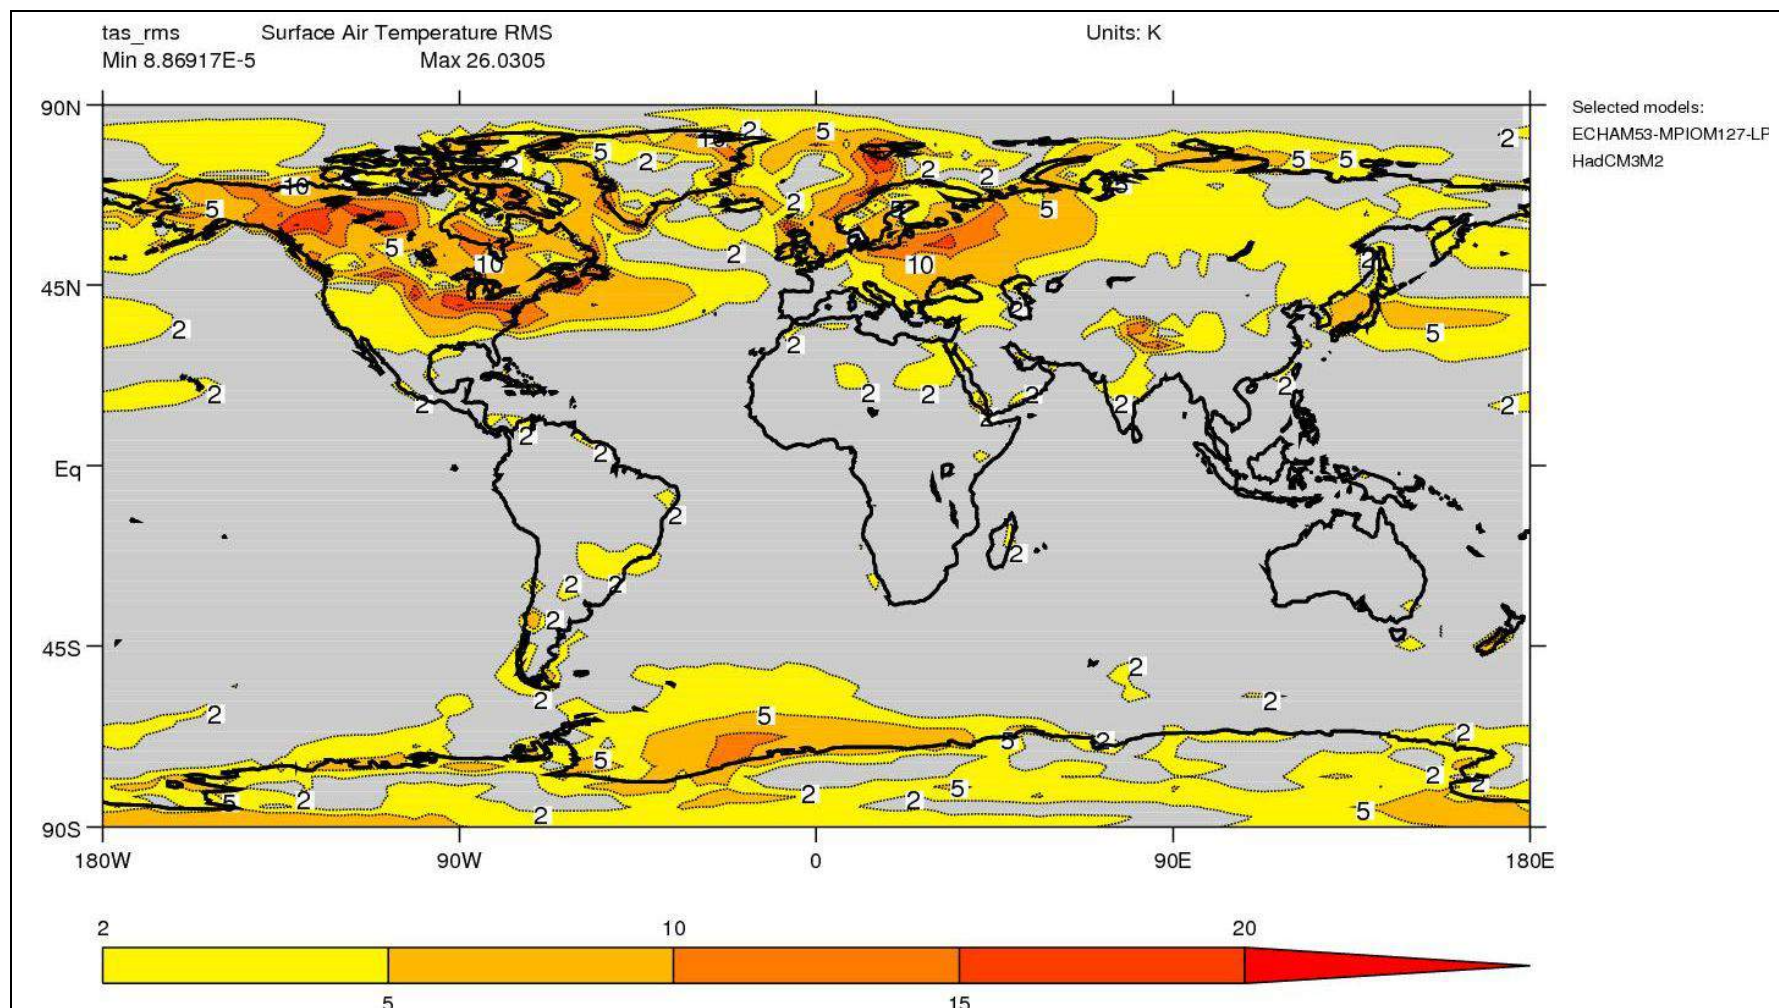 tas_rms Surface Air Temperature RMS Units: K
Min 8.86917E-5 Max 26.0305
Selected models:
ECHAM53-MPIOM127-LP
HadCM3M2
90N
45N
Eq
45S
90S
180W 90W 0 90E 180E
2 10 20
5 15